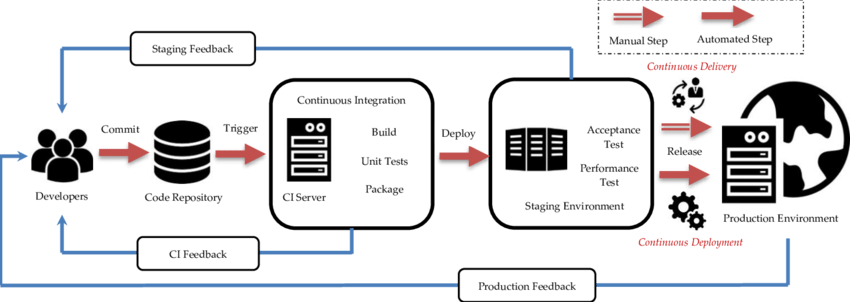 Staging Feedback
Manual Step
Automated Step
Continuous Delivery
Continuous Integration
Commit
Trigger
Build
Deploy
Acceptance
Test
Unit Tests
Release
Performance
Test
Developers
Code Repository
CI Server
Package
Staging Environment
Production Environment
Continuous Deployment
CI Feedback
Production Feedback